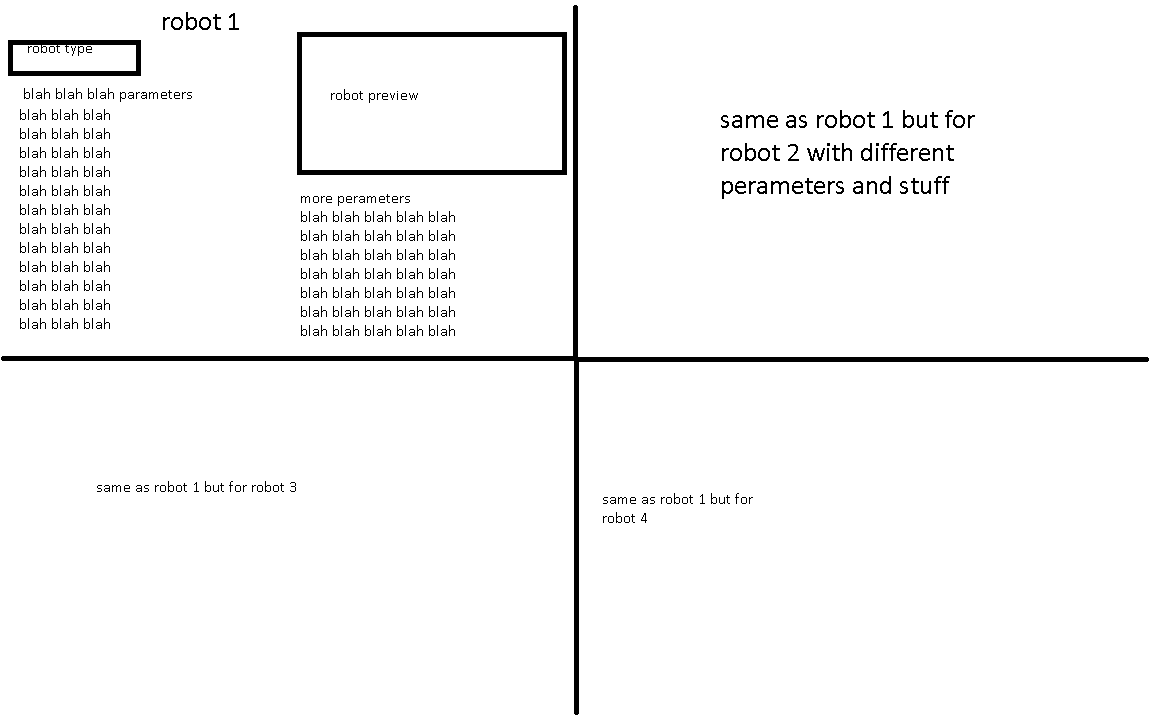 robot 1
robot type
blah blah blah parameters
blah blah blah
blah blah blah
blah blah blah
blah blah blah
blah blah blah
blah blah blah
blah blah blah
blah blah blah
blah blah blah
blah blah blah
blah blah blah
blah blah blah
robot preview
more perameters
blah blah blah blah blah
blah blah blah blah blah
blah blah blah blah blah
blah blah blah blah blah
blah blah blah blah blah
blah blah blah blah blah
blah blah blah blah blah
same as robot 1 but for
robot 2 with different
perameters and stuff
same as robot 1 but for robot 3
same as robot 1 but for
robot 4